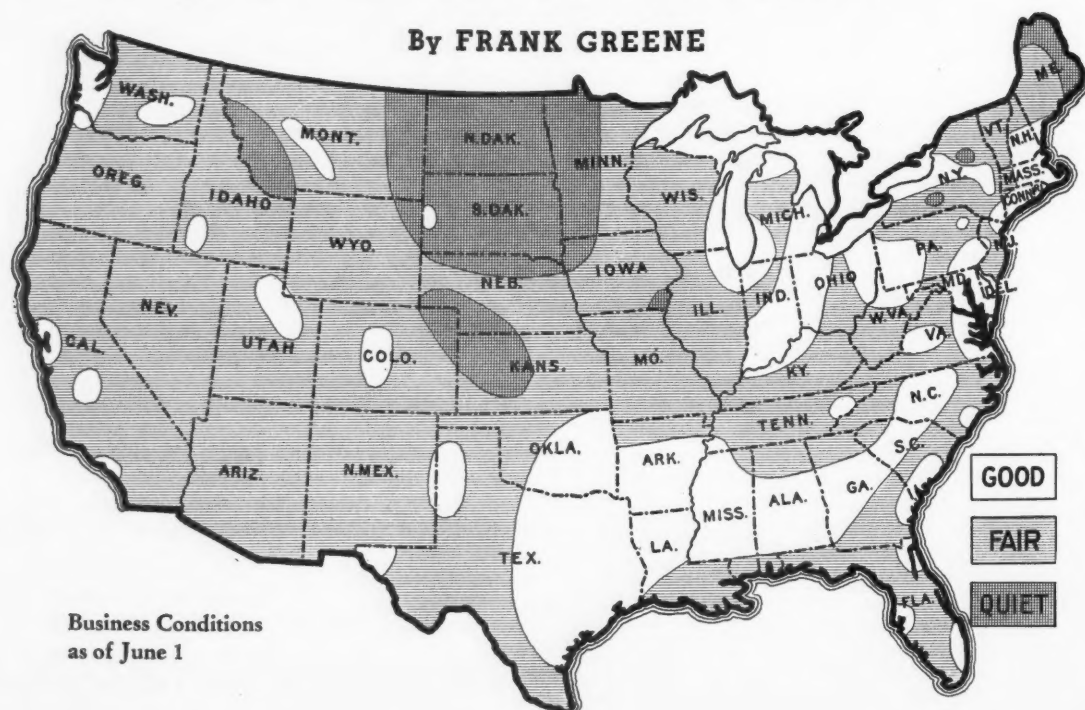 By FRANK GREENE
WASH.
MONT.
N.DAK.
MINN.
ME.
VT.
N.H.
OREG.
IDAHO
S.DAK.
WIS.
MICH.
N.Y.
MASS.
CONN.
WYO.
IOWA
PA.
N.J.
NEB.
NEV.
UTAH
COLO.
KANS.
MO.
ILL.
IND.
OHIO
W.VA.
MD.
DEL.
VA.
CAL.
KY.
N.C.
TENN.
S.C.
ARIZ.
N.MEX.
OKLA.
ARK.
GA.
ALA.
MISS.
TEX.
LA.
FLA.
GOOD
FAIR
QUIET
Business Conditions
as of June 1